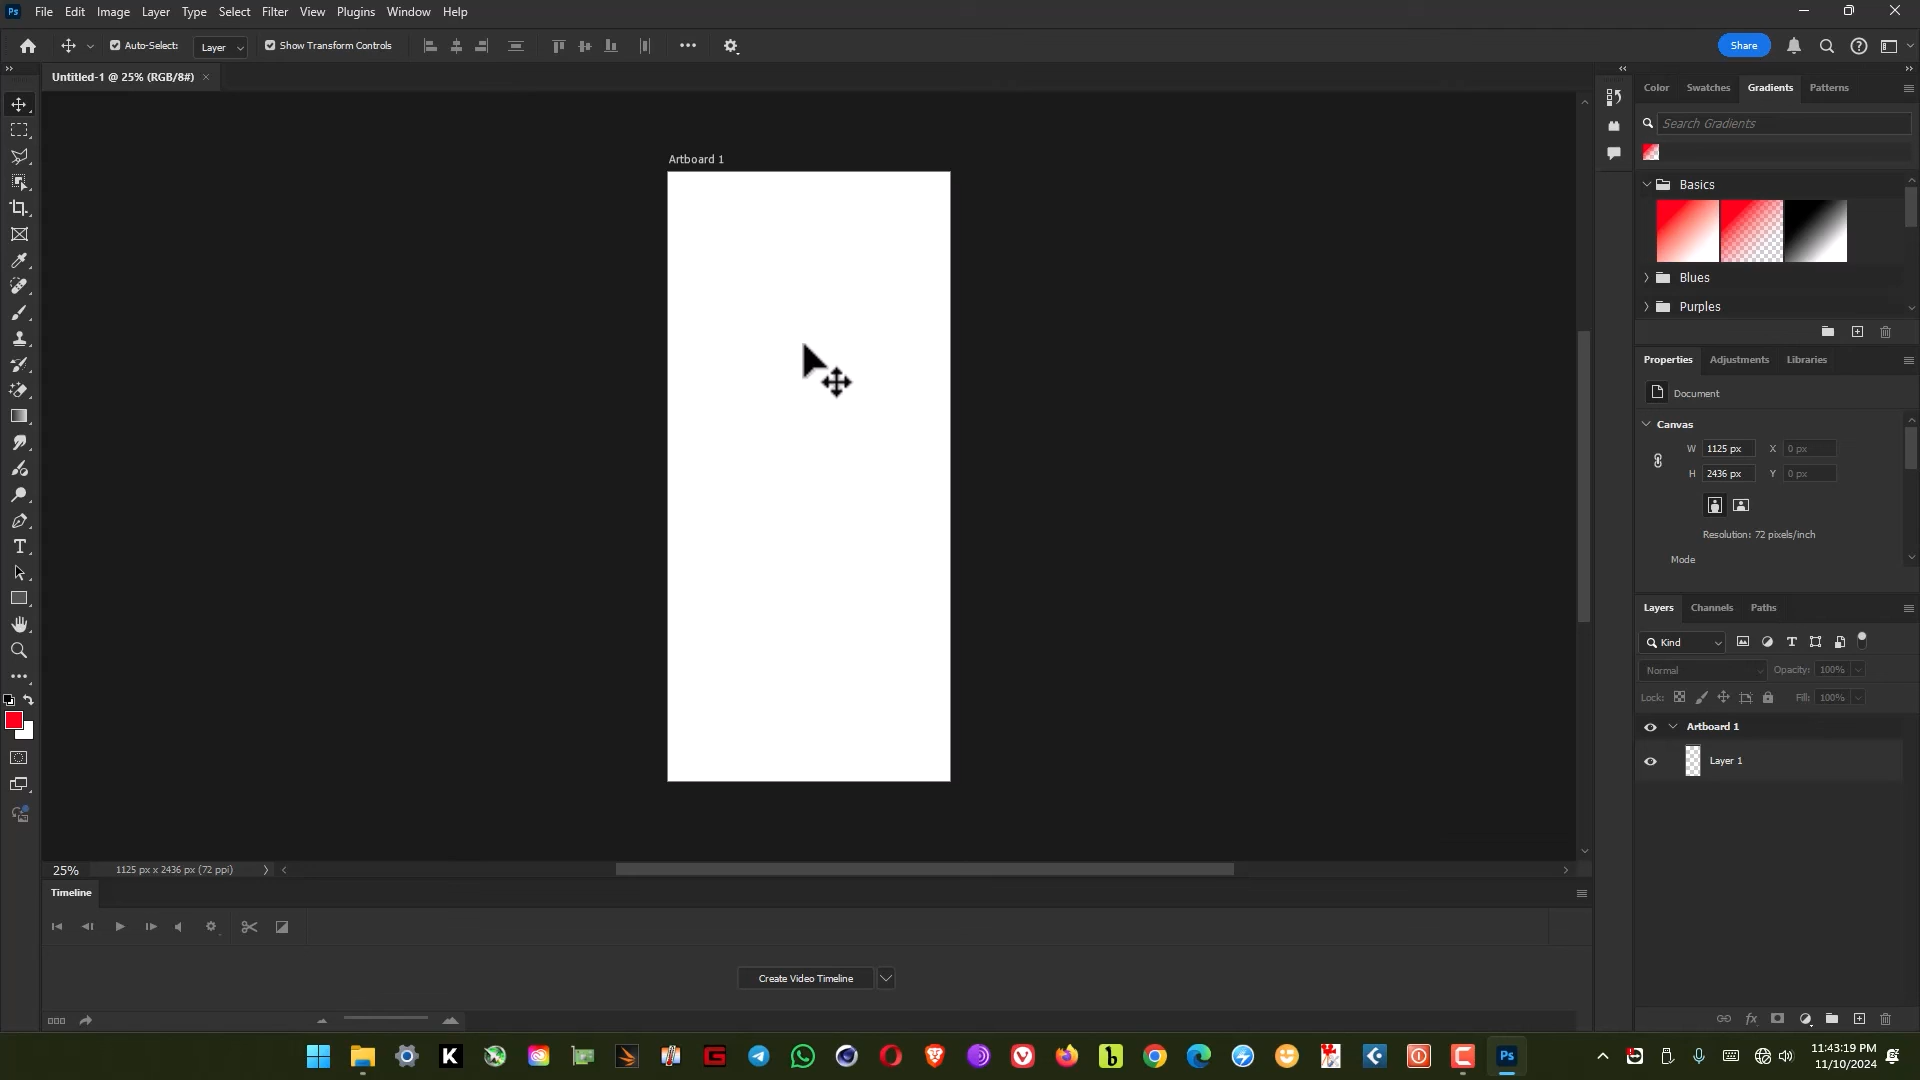 Ps File Edit Image Layer Type Select Filter View Plugins Window Help
Auto-Select: Layer Show Transform Controls Share
Untitled-1 @ 25% (RGB/8#)
Artboard 1
Color Swatches Gradients Patterns
Search Gradients
Basics
Blues
Purples
Properties Adjustments Libraries
Document
Canvas
W 1125 px X 0 px
H 2436 px Y 0 px
Resolution: 72 pixels/inch
Mode
Layers Channels Paths
Kind
Normal Opacity: 100%
Lock: Fill: 100%
Artboard 1
Layer 1
25% 1125 px x 2436 px (72 ppi)
Timeline
Create Video Timeline
11:43:19 PM
11/10/2024